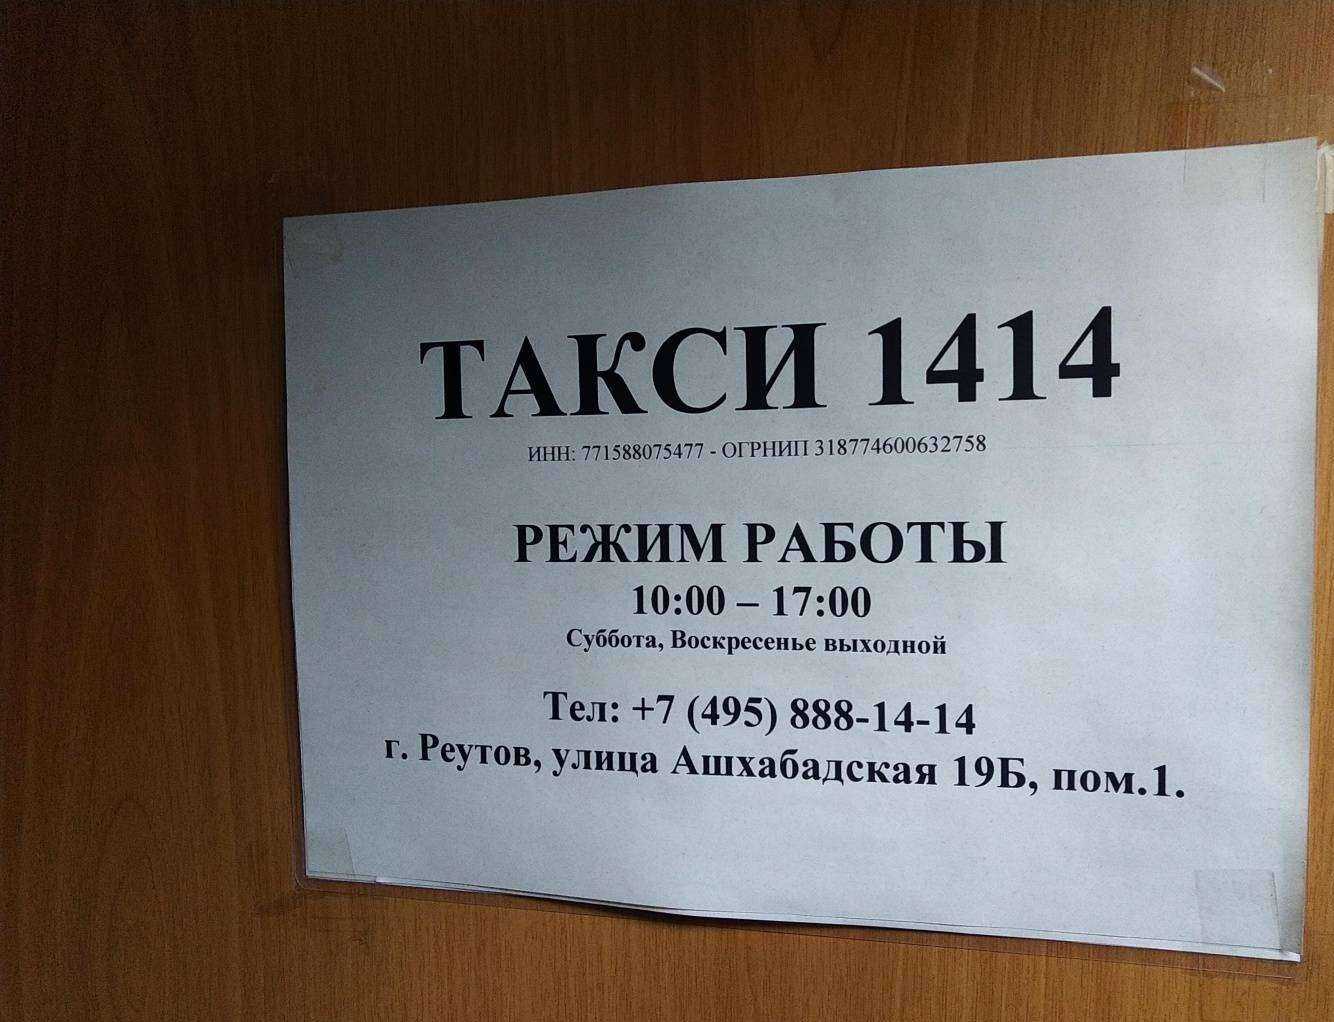 ТАКСИ 1414
ИНН: 771588075477 - ОГРНИП 318774600632758
РЕЖИМ РАБОТЫ
10:00 – 17:00
Суббота, Воскресенье выходной
Тел: +7 (495) 888-14-14
г. Реутов, улица Ашхабадская 19Б, пом.1.